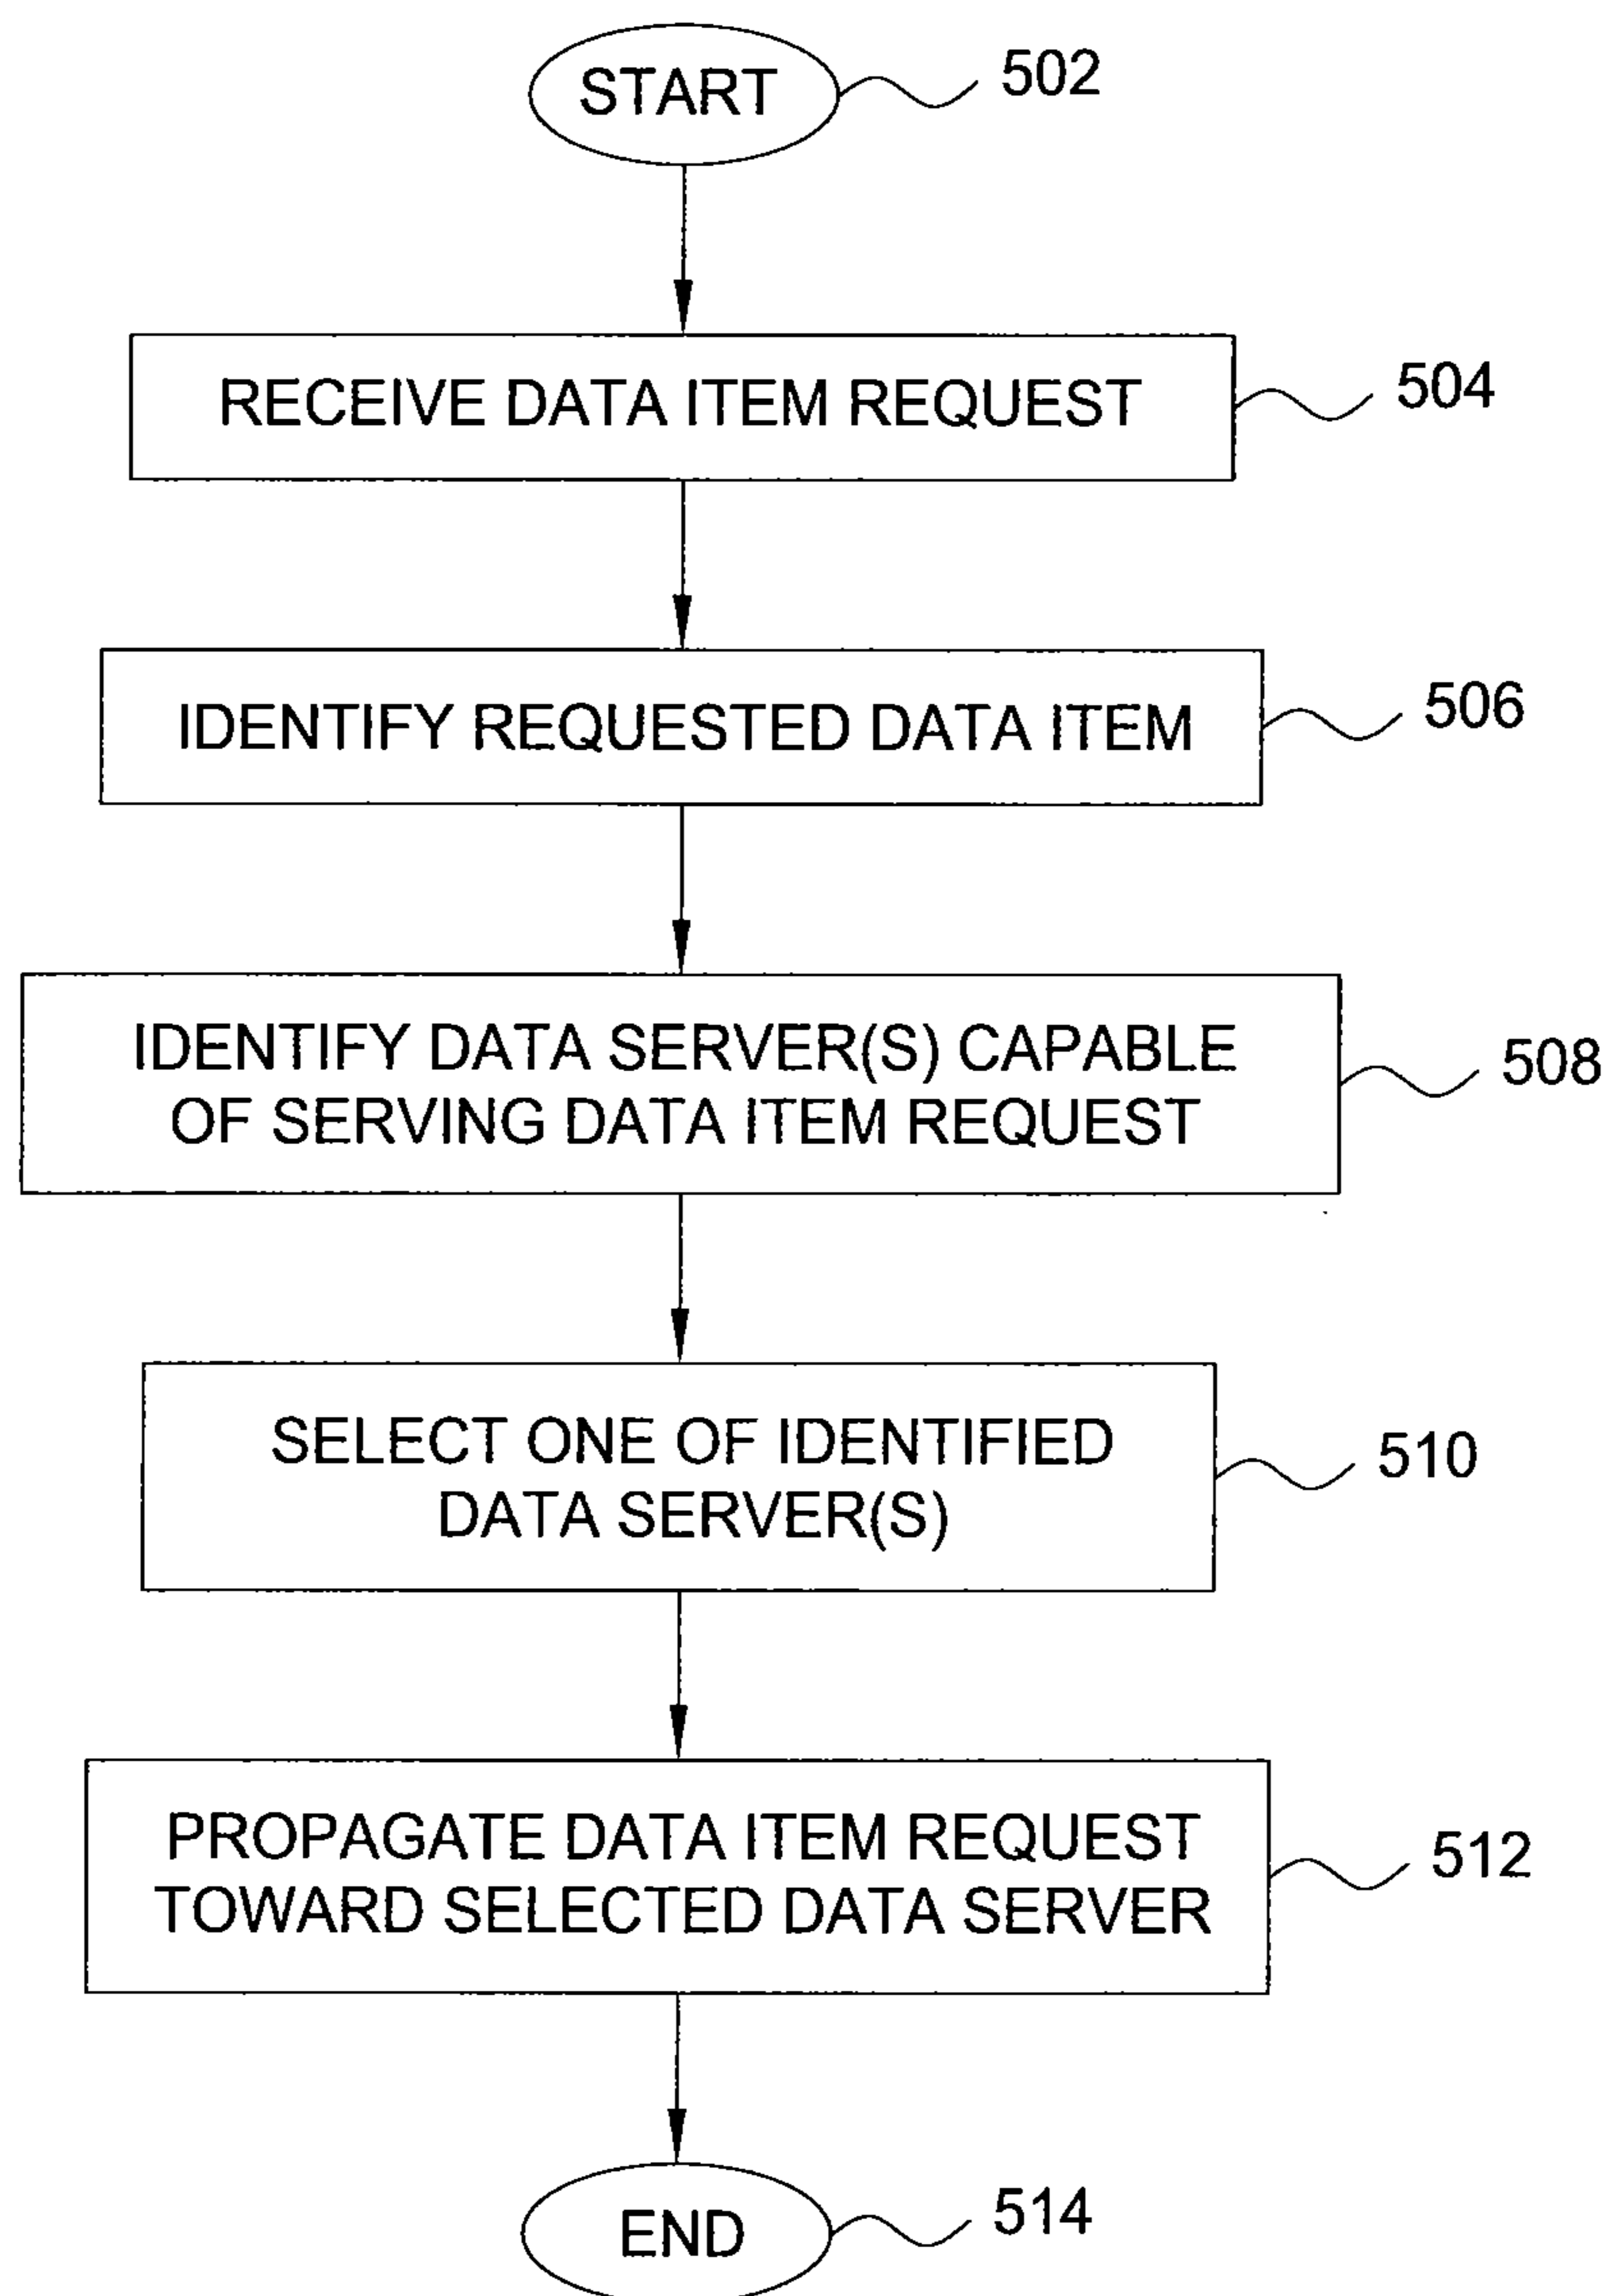 START
502
RECEIVE DATA ITEM REQUEST
504
IDENTIFY REQUESTED DATA ITEM
506
IDENTIFY DATA SERVER(S) CAPABLE
OF SERVING DATA ITEM REQUEST
508
SELECT ONE OF IDENTIFIED
DATA SERVER(S)
510
PROPAGATE DATA ITEM REQUEST
TOWARD SELECTED DATA SERVER
512
END
514